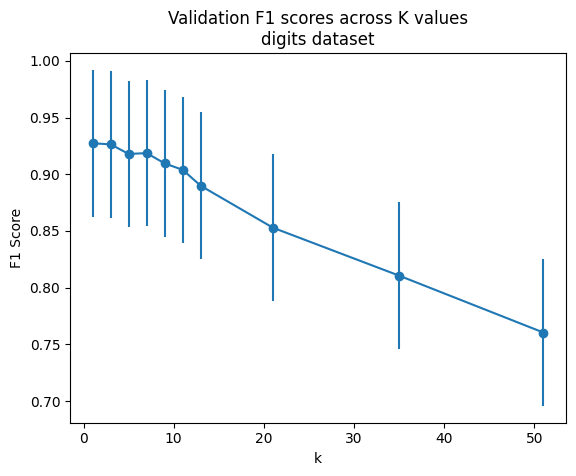 Validation F1 scores across K values
digits dataset
1.00
0.95
0.90
0.85
0.80
0.75
0.70
F1 Score
0 10 20 30 40 50
k